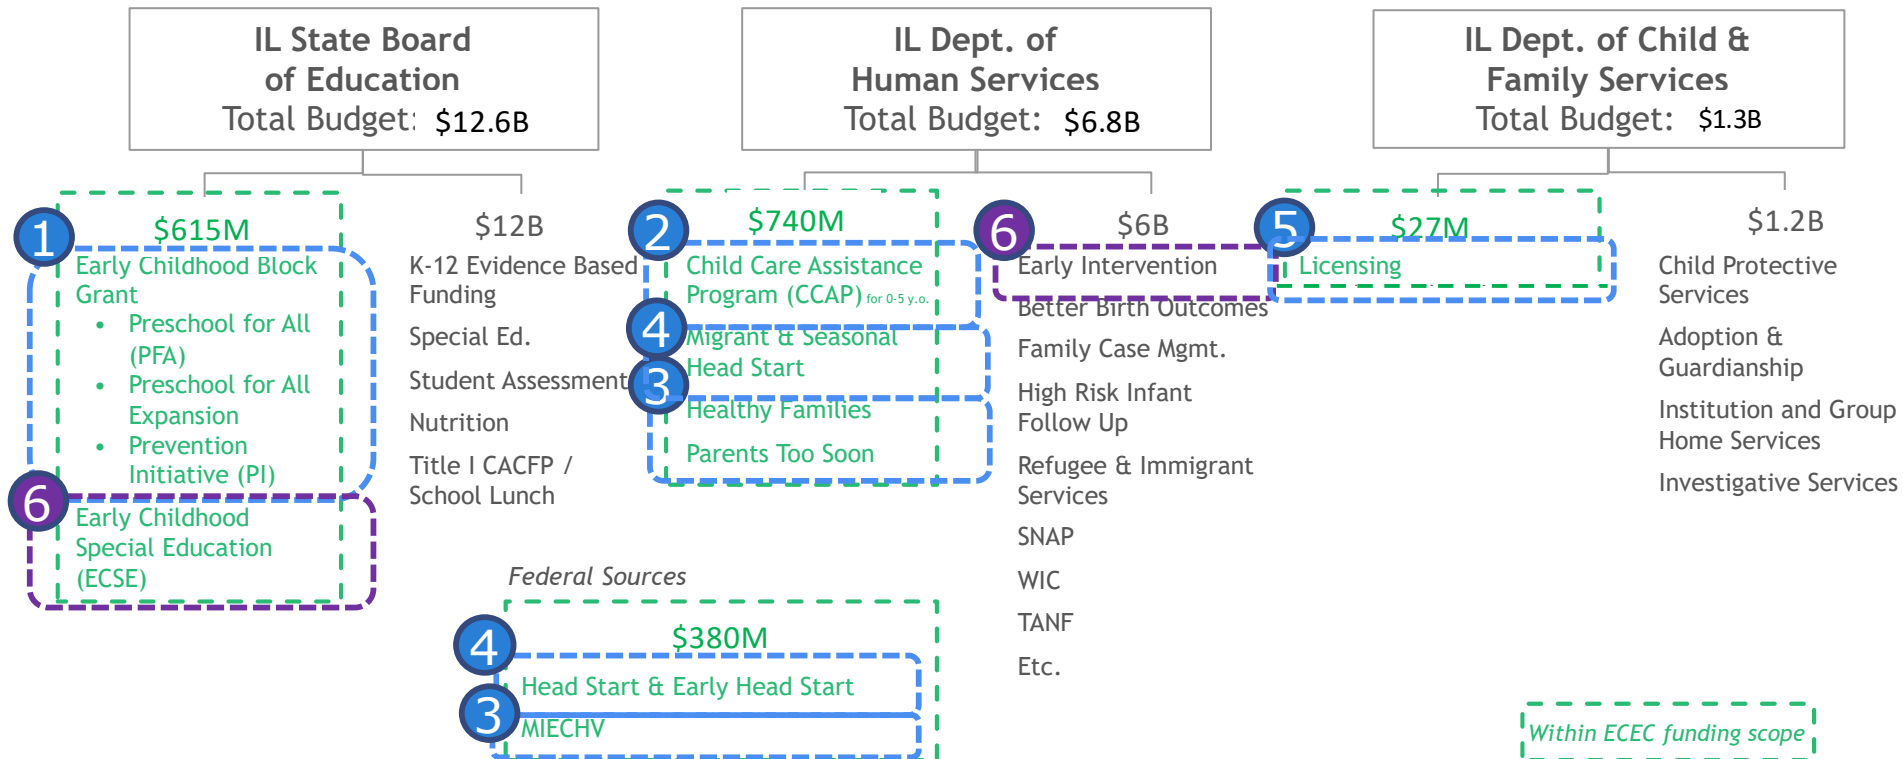 IL State Board
of Education
Total Budget: $12.6B
IL Dept. of
Human Services
Total Budget: $6.8B
IL Dept. of Child &
Family Services
Total Budget: $1.3B
1
$615M
Early Childhood Block
Grant
• Preschool for All
(PFA)
• Preschool for All
Expansion
• Prevention
Initiative (PI)
6
Early Childhood
Special Education
(ECSE)
$12B
K-12 Evidence Based
Funding
Special Ed.
Student Assessment
Nutrition
Title I CACFP /
School Lunch
2
$740M
Child Care Assistance
Program (CCAP) for 0-5 y.o.
4
Migrant & Seasonal
Head Start
3
Healthy Families
Parents Too Soon
6
$6B
Early Intervention
Better Birth Outcomes
Family Case Mgmt.
High Risk Infant
Follow Up
Refugee & Immigrant
Services
SNAP
WIC
TANF
Etc.
5
$27M
Licensing
$1.2B
Child Protective
Services
Adoption &
Guardianship
Institution and Group
Home Services
Investigative Services
Federal Sources
$380M
4
Head Start & Early Head Start
3
MIECHV
Within ECEC funding scope